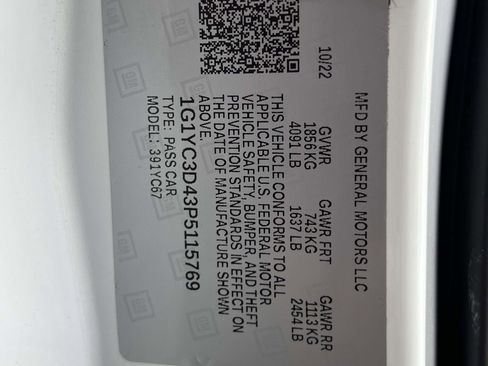 MFD BY GENERAL MOTORS LLC
10/22
GVWR GAWR FRT GAWR RR
1856 KG 743 KG 1113 KG
4091 LB 1637 LB 2454 LB
THIS VEHICLE CONFORMS TO ALL
APPLICABLE U.S. FEDERAL MOTOR
VEHICLE SAFETY, BUMPER, AND THEFT
PREVENTION STANDARDS IN EFFECT ON
THE DATE OF MANUFACTURE SHOWN
ABOVE.
1G1YC3D43P5115769
TYPE: PASS CAR
MODEL: 391YC67